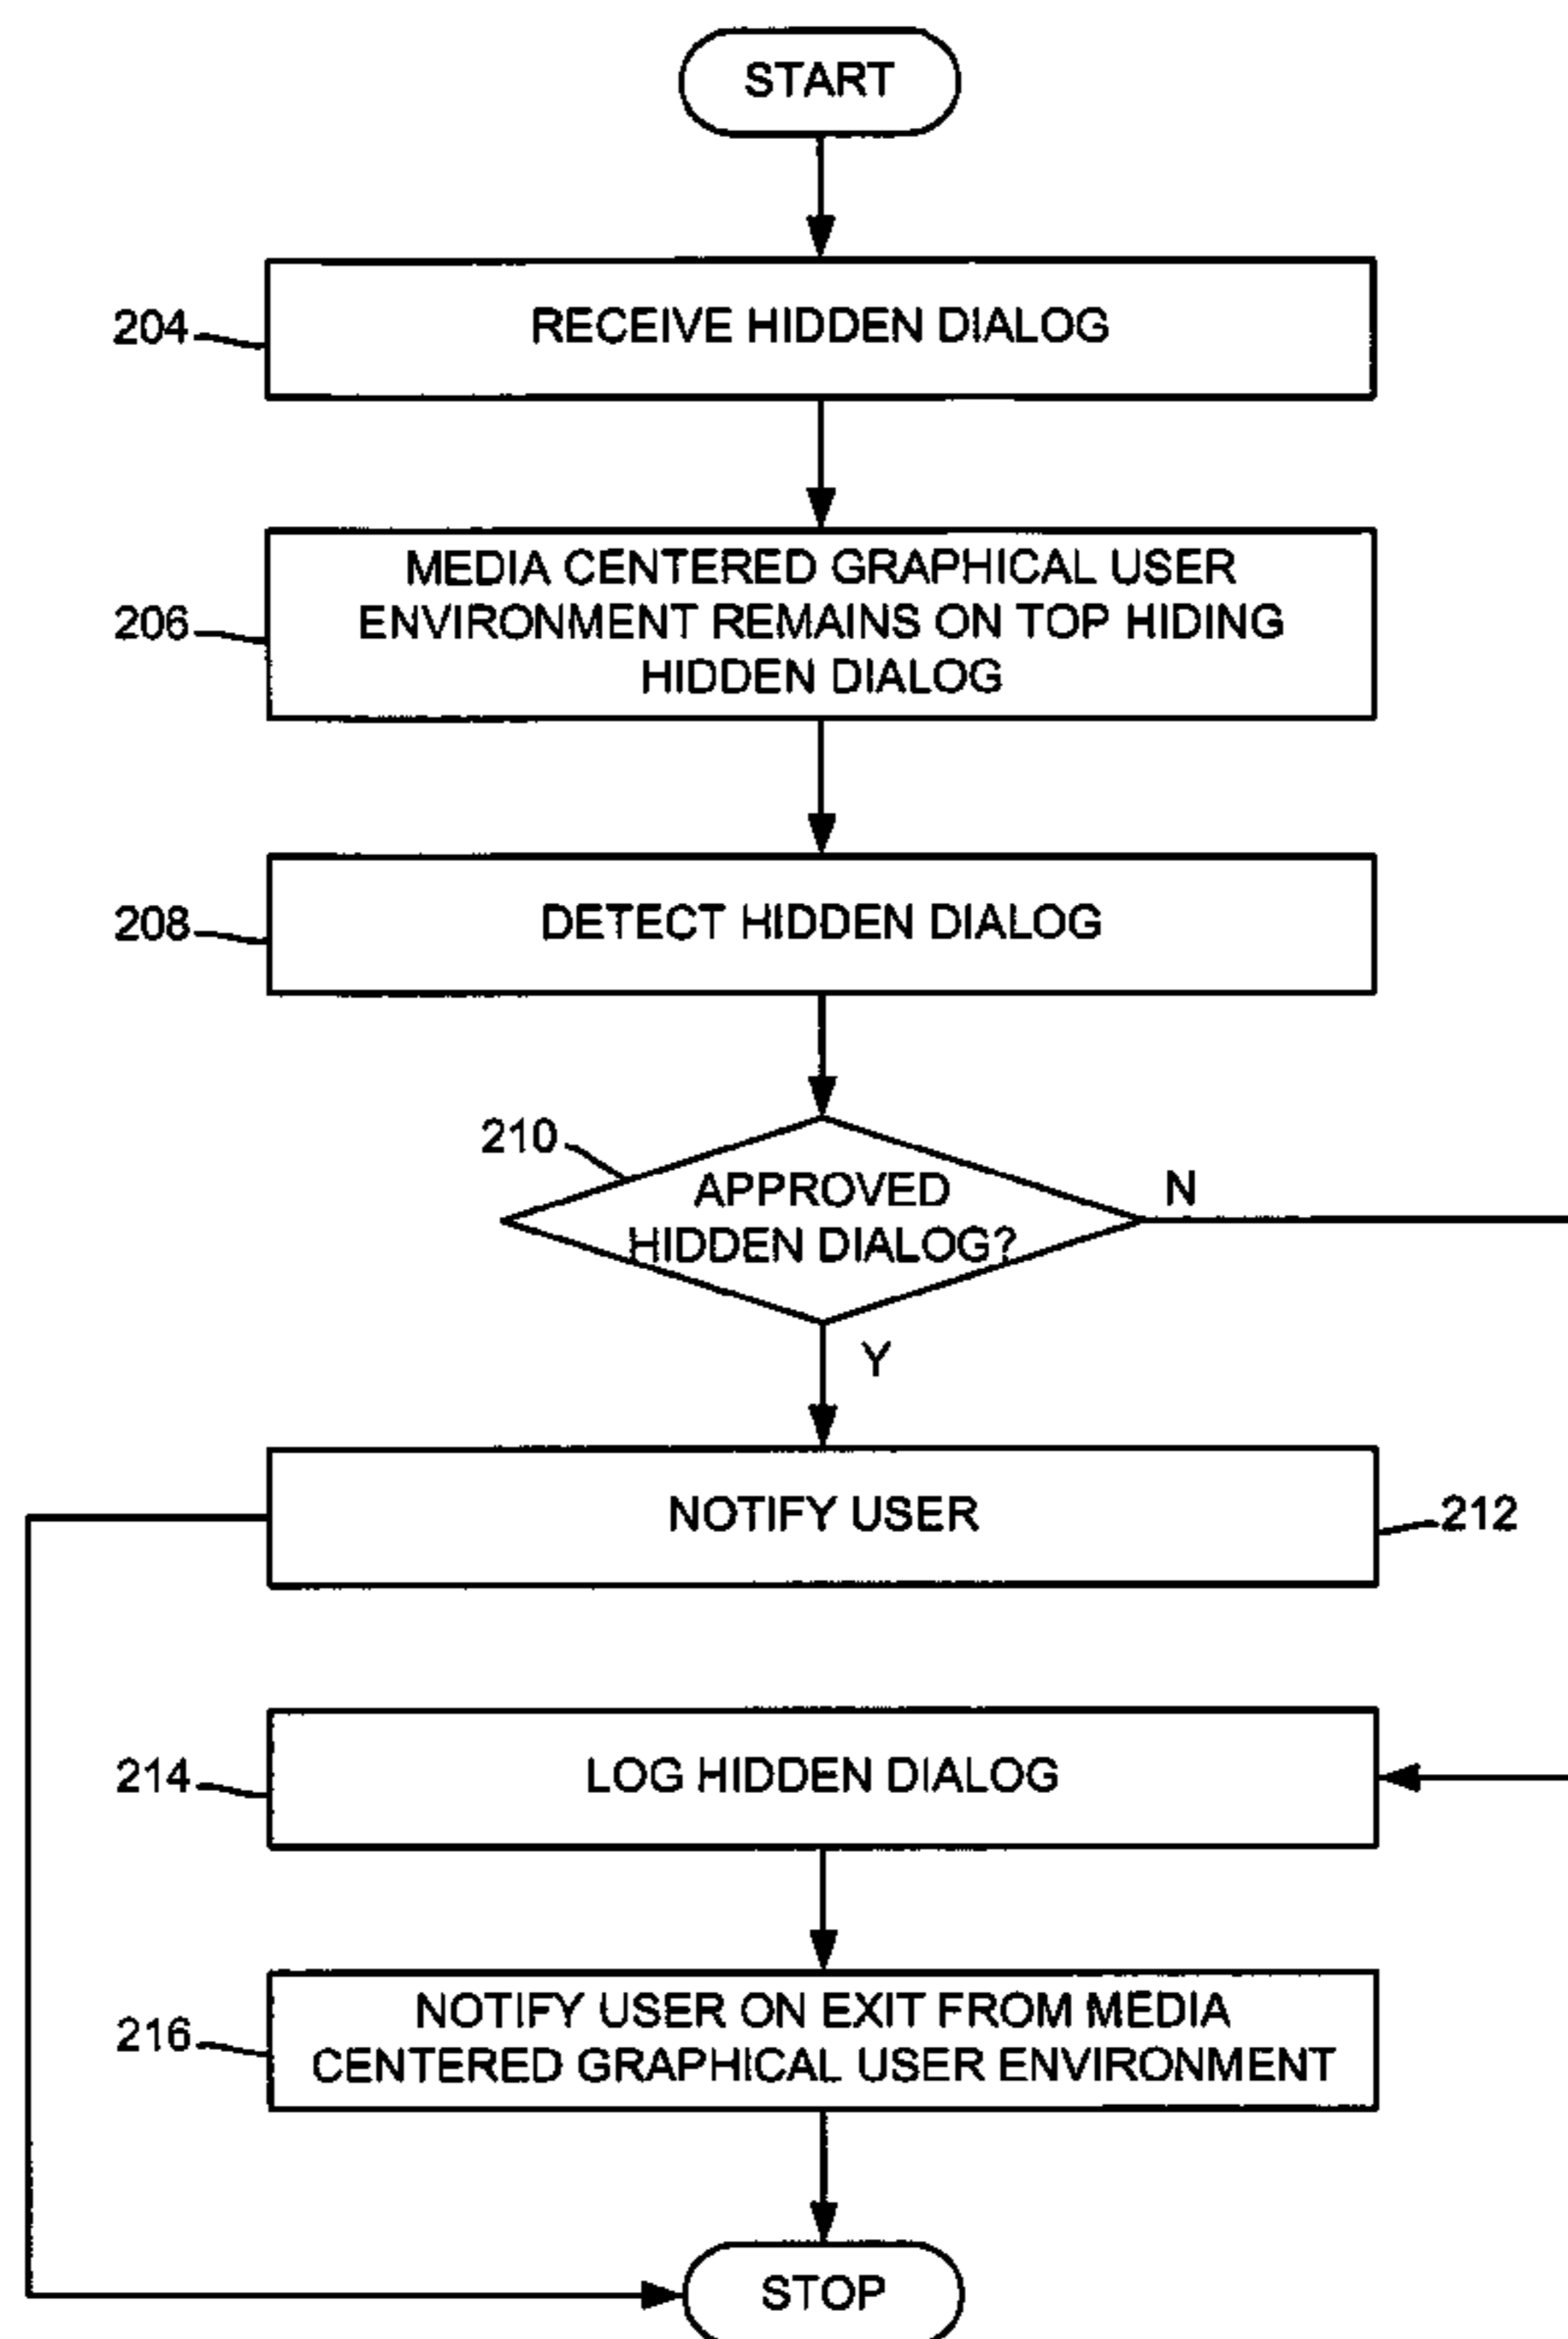 START
204
RECEIVE HIDDEN DIALOG
206
MEDIA CENTERED GRAPHICAL USER
ENVIRONMENT REMAINS ON TOP HIDING
HIDDEN DIALOG
208
DETECT HIDDEN DIALOG
210
APPROVED
HIDDEN DIALOG?
N
Y
NOTIFY USER
212
214
LOG HIDDEN DIALOG
216
NOTIFY USER ON EXIT FROM MEDIA
CENTERED GRAPHICAL USER ENVIRONMENT
STOP